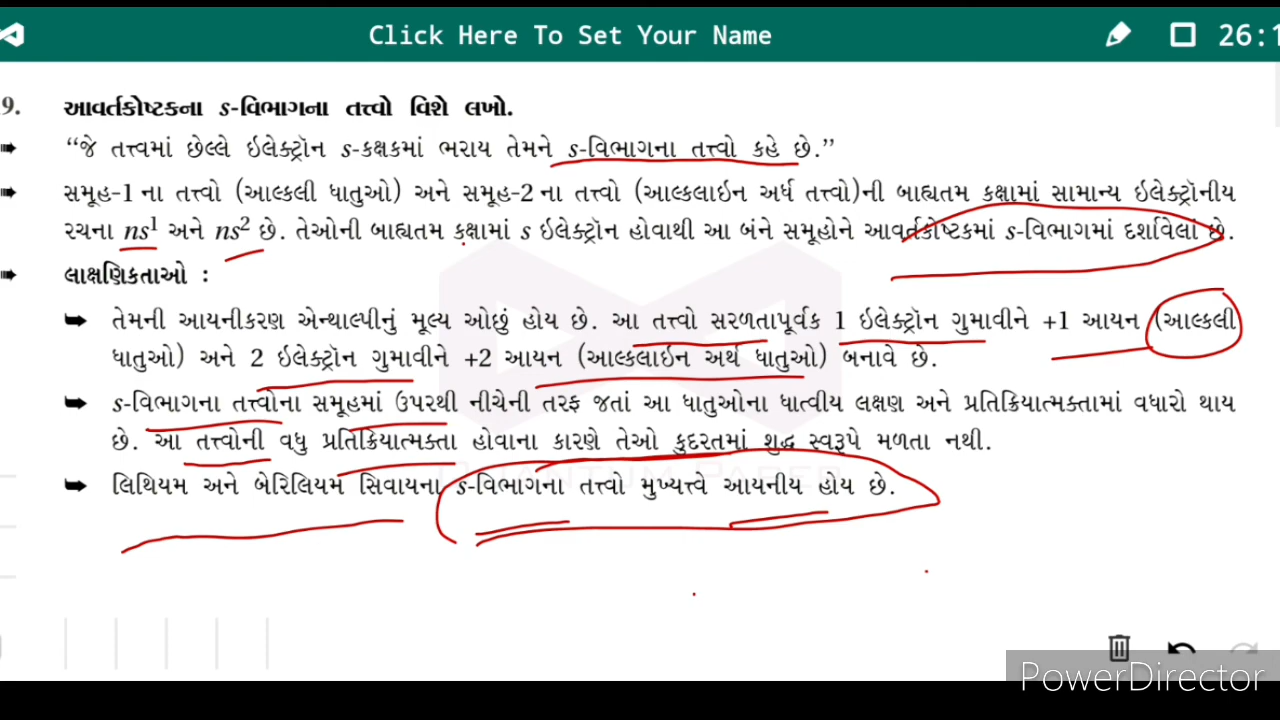 Click Here To Set Your Name
26:1
9. આવર્તકોષ્ટકના s-વિભાગના તત્ત્વો વિશે લખો.
“જે તત્ત્વમાં છેલ્લે ઇલેક્ટ્રૉન s-કક્ષકમાં ભરાય તેમને s-વિભાગના તત્ત્વો કહે છે.”
સમૂહ-1 ના તત્ત્વો (આલ્કલી ધાતુઓ) અને સમૂહ-2 ના તત્ત્વો (આલ્કલાઇન અર્થ તત્ત્વો)ની બાહ્યતમ કક્ષામાં સામાન્ય ઇલેક્ટ્રૉનીય
રચના ns¹ અને ns² છે. તેઓની બાહ્યતમ કક્ષામાં s ઇલેક્ટ્રૉન હોવાથી આ બંને સમૂહોને આવર્તકોષ્ટકમાં s-વિભાગમાં દર્શાવેલાં છે.
લાક્ષણિકતાઓ :
તેમની આયનીકરણ એન્થાલ્પીનું મૂલ્ય ઓછું હોય છે. આ તત્ત્વો સરળતાપૂર્વક 1 ઇલેક્ટ્રૉન ગુમાવીને +1 આયન (આલ્કલી
ધાતુઓ) અને 2 ઇલેક્ટ્રૉન ગુમાવીને +2 આયન (આલ્કલાઇન અર્થ ધાતુઓ) બનાવે છે.
s-વિભાગના તત્ત્વોના સમૂહમાં ઉપરથી નીચેની તરફ જતાં આ ધાતુઓના ધાત્વીય લક્ષણ અને પ્રતિક્રિયાત્મક્તામાં વધારો થાય
છે. આ તત્ત્વોની વધુ પ્રતિક્રિયાત્મક્તા હોવાના કારણે તેઓ કુદરતમાં શુદ્ધ સ્વરૂપે મળતા નથી.
લિથિયમ અને બેરિલિયમ સિવાયના s-વિભાગના તત્ત્વો મુખ્યત્ત્વે આયનીય હોય છે.
PowerDirector